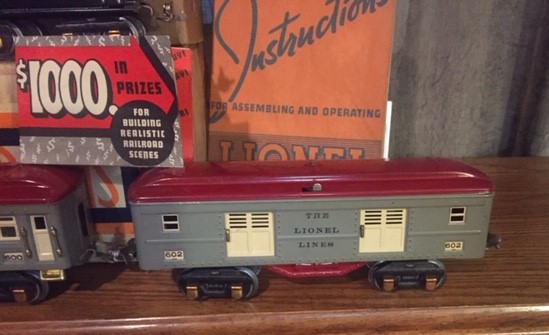 Instructions
FOR ASSEMBLING AND OPERATING
LIONEL
$1000.
IN
PRIZES
FOR
BUILDING
REALISTIC
RAILROAD
SCENES
THE
LIONEL
LINES
602
602
600